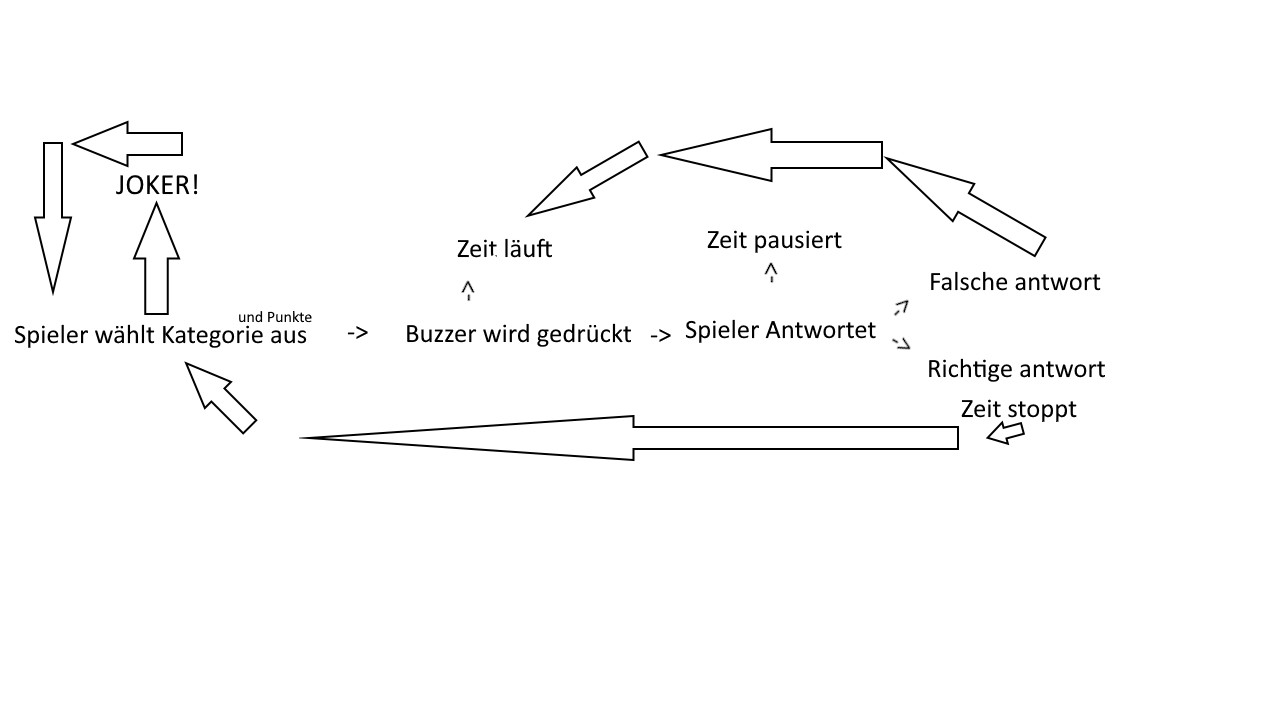 JOKER!
Zeit läuft
Zeit pausiert
Falsche antwort
und Punkte
Spieler wählt Kategorie aus
->
Buzzer wird gedrückt
->
Spieler Antwortet
Richtige antwort
Zeit stoppt